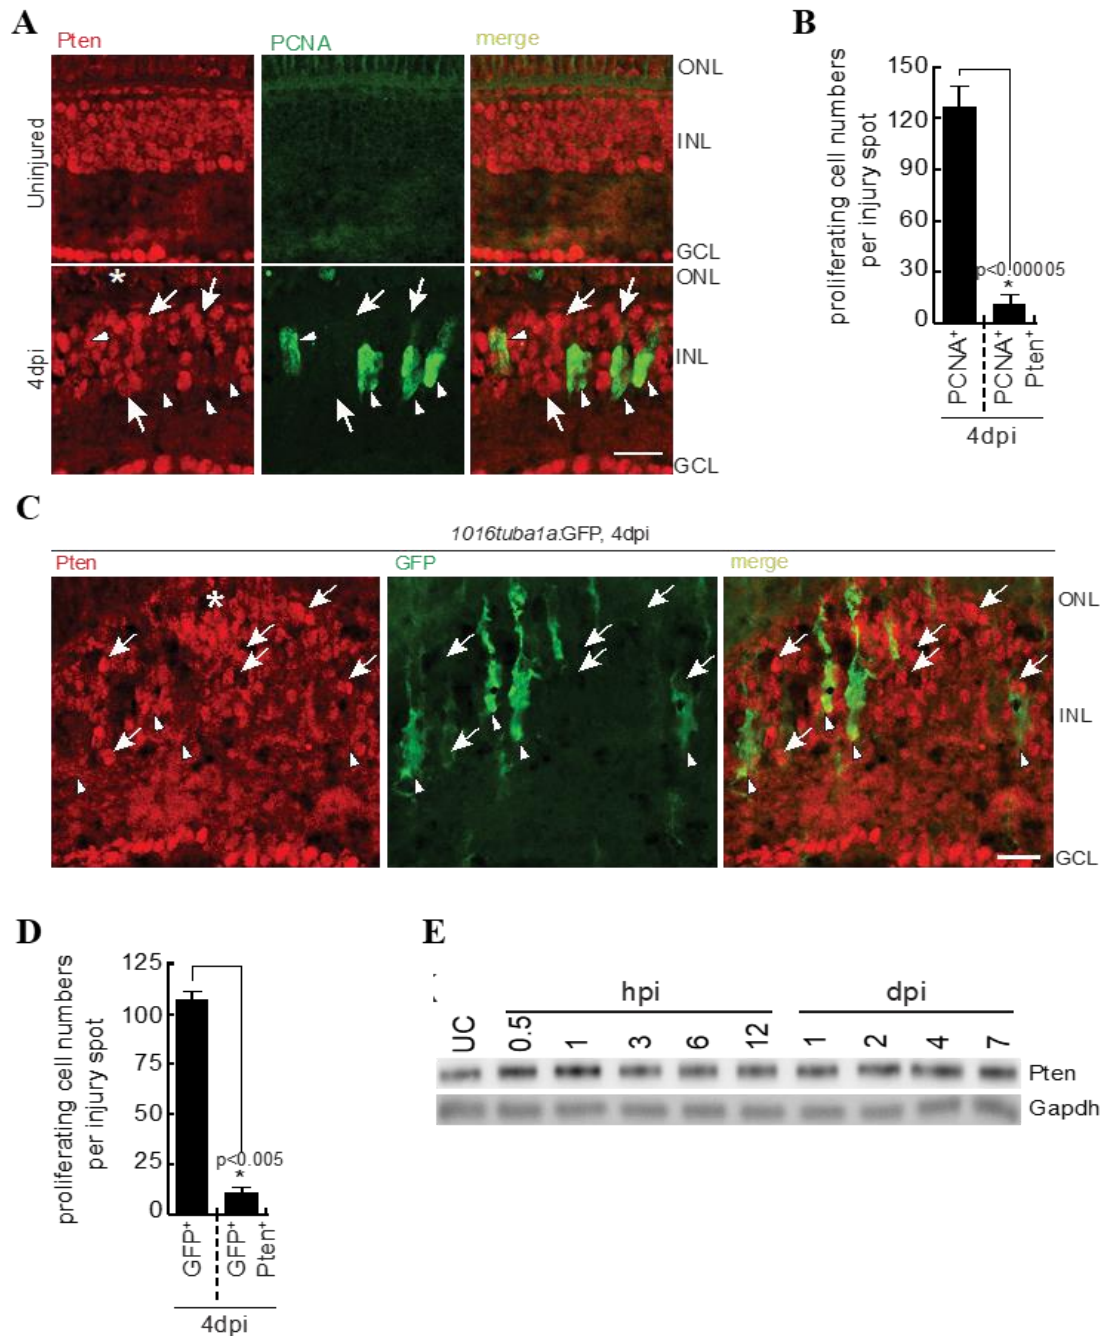 A
Pten
PCNA
merge
Uninjured
ONL
INL
GCL
4dpi
*
ONL
INL
GCL
B
proliferating cell numbers
per injury spot
150
120
90
60
30
0
p<0.00005
*
PCNA⁺
PCNA⁺
Pten⁺
4dpi
C
1016tuba1a:GFP, 4dpi
Pten
GFP
merge
*
ONL
INL
GCL
D
proliferating cell numbers
per injury spot
125
100
75
50
25
0
p<0.005
*
GFP⁺
GFP⁺
Pten⁺
4dpi
E
hpi
dpi
UC 0.5 1 3 6 12 1 2 4 7
Pten
Gapdh